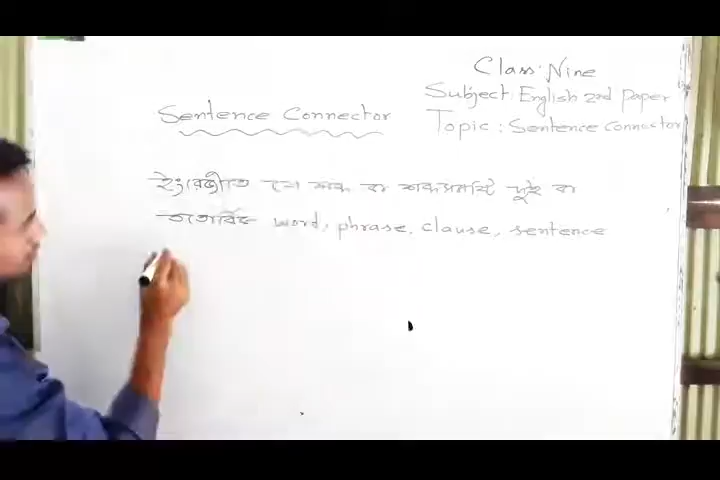 Class: Nine
Subject: English 2nd Paper
Topic: Sentence Connector
Sentence Connector
ইংরেজীতে যে শব্দ বা শব্দসমষ্টি দুই বা
ততোধিক word, phrase, clause, sentence